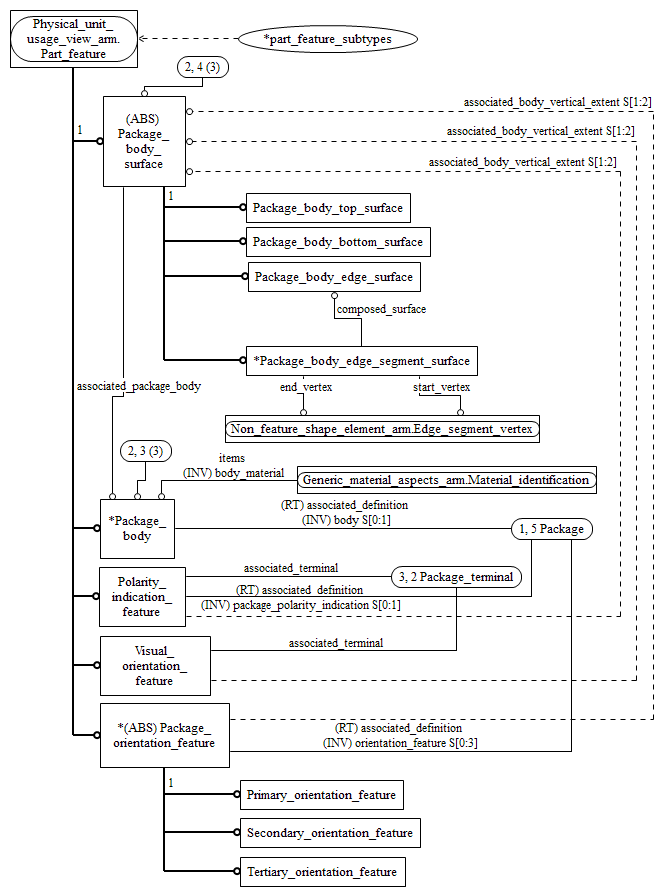 Physical_unit_
usage_view_arm.
Part_feature
*part_feature_subtypes
2, 4 (3)
1
(ABS)
Package_
body_
surface
associated_body_vertical_extent S[1:2]
associated_body_vertical_extent S[1:2]
associated_body_vertical_extent S[1:2]
1
Package_body_top_surface
Package_body_bottom_surface
Package_body_edge_surface
composed_surface
*Package_body_edge_segment_surface
associated_package_body
end_vertex
start_vertex
Non_feature_shape_element_arm.Edge_segment_vertex
2, 3 (3)
items
(INV) body_material
Generic_material_aspects_arm.Material_identification
*Package_
body
(RT) associated_definition
(INV) body S[0:1]
1, 5 Package
Polarity_
indication_
feature
associated_terminal
3, 2 Package_terminal
(RT) associated_definition
(INV) package_polarity_indication S[0:1]
Visual_
orientation_
feature
associated_terminal
*(ABS) Package_
orientation_feature
(RT) associated_definition
(INV) orientation_feature S[0:3]
1
Primary_orientation_feature
Secondary_orientation_feature
Tertiary_orientation_feature